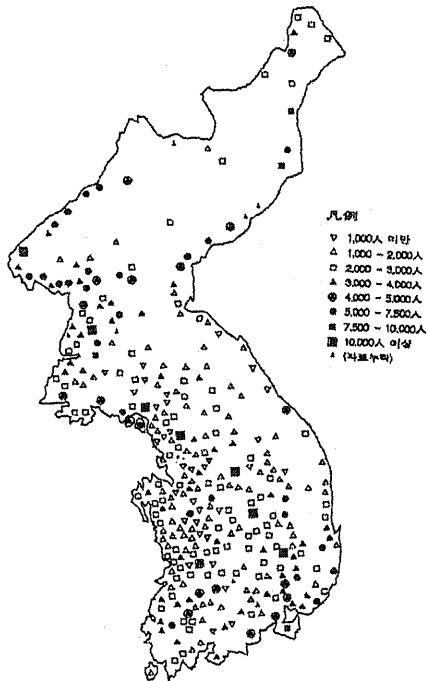 凡例
1,000人 미만
1,000 ~ 2,000人
2,000 ~ 3,000人
3,000 ~ 4,000人
4,000 ~ 5,000人
5,000 ~ 7,500人
7,500 ~ 10,000人
10,000人 이상
(자료누락)